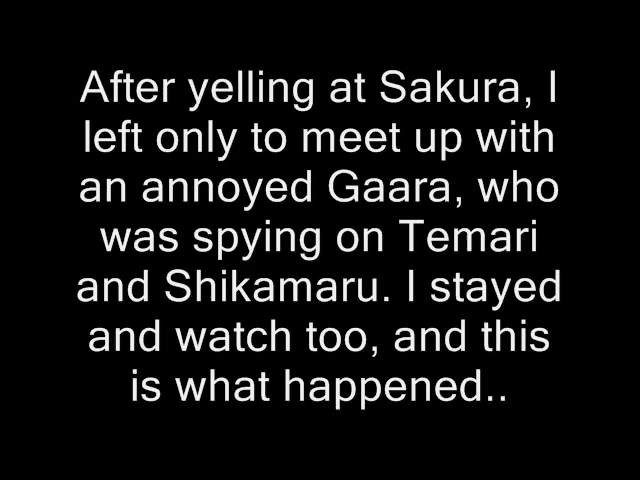 After yelling at Sakura, I
left only to meet up with
an annoyed Gaara, who
was spying on Temari
and Shikamaru. I stayed
and watch too, and this
is what happened..